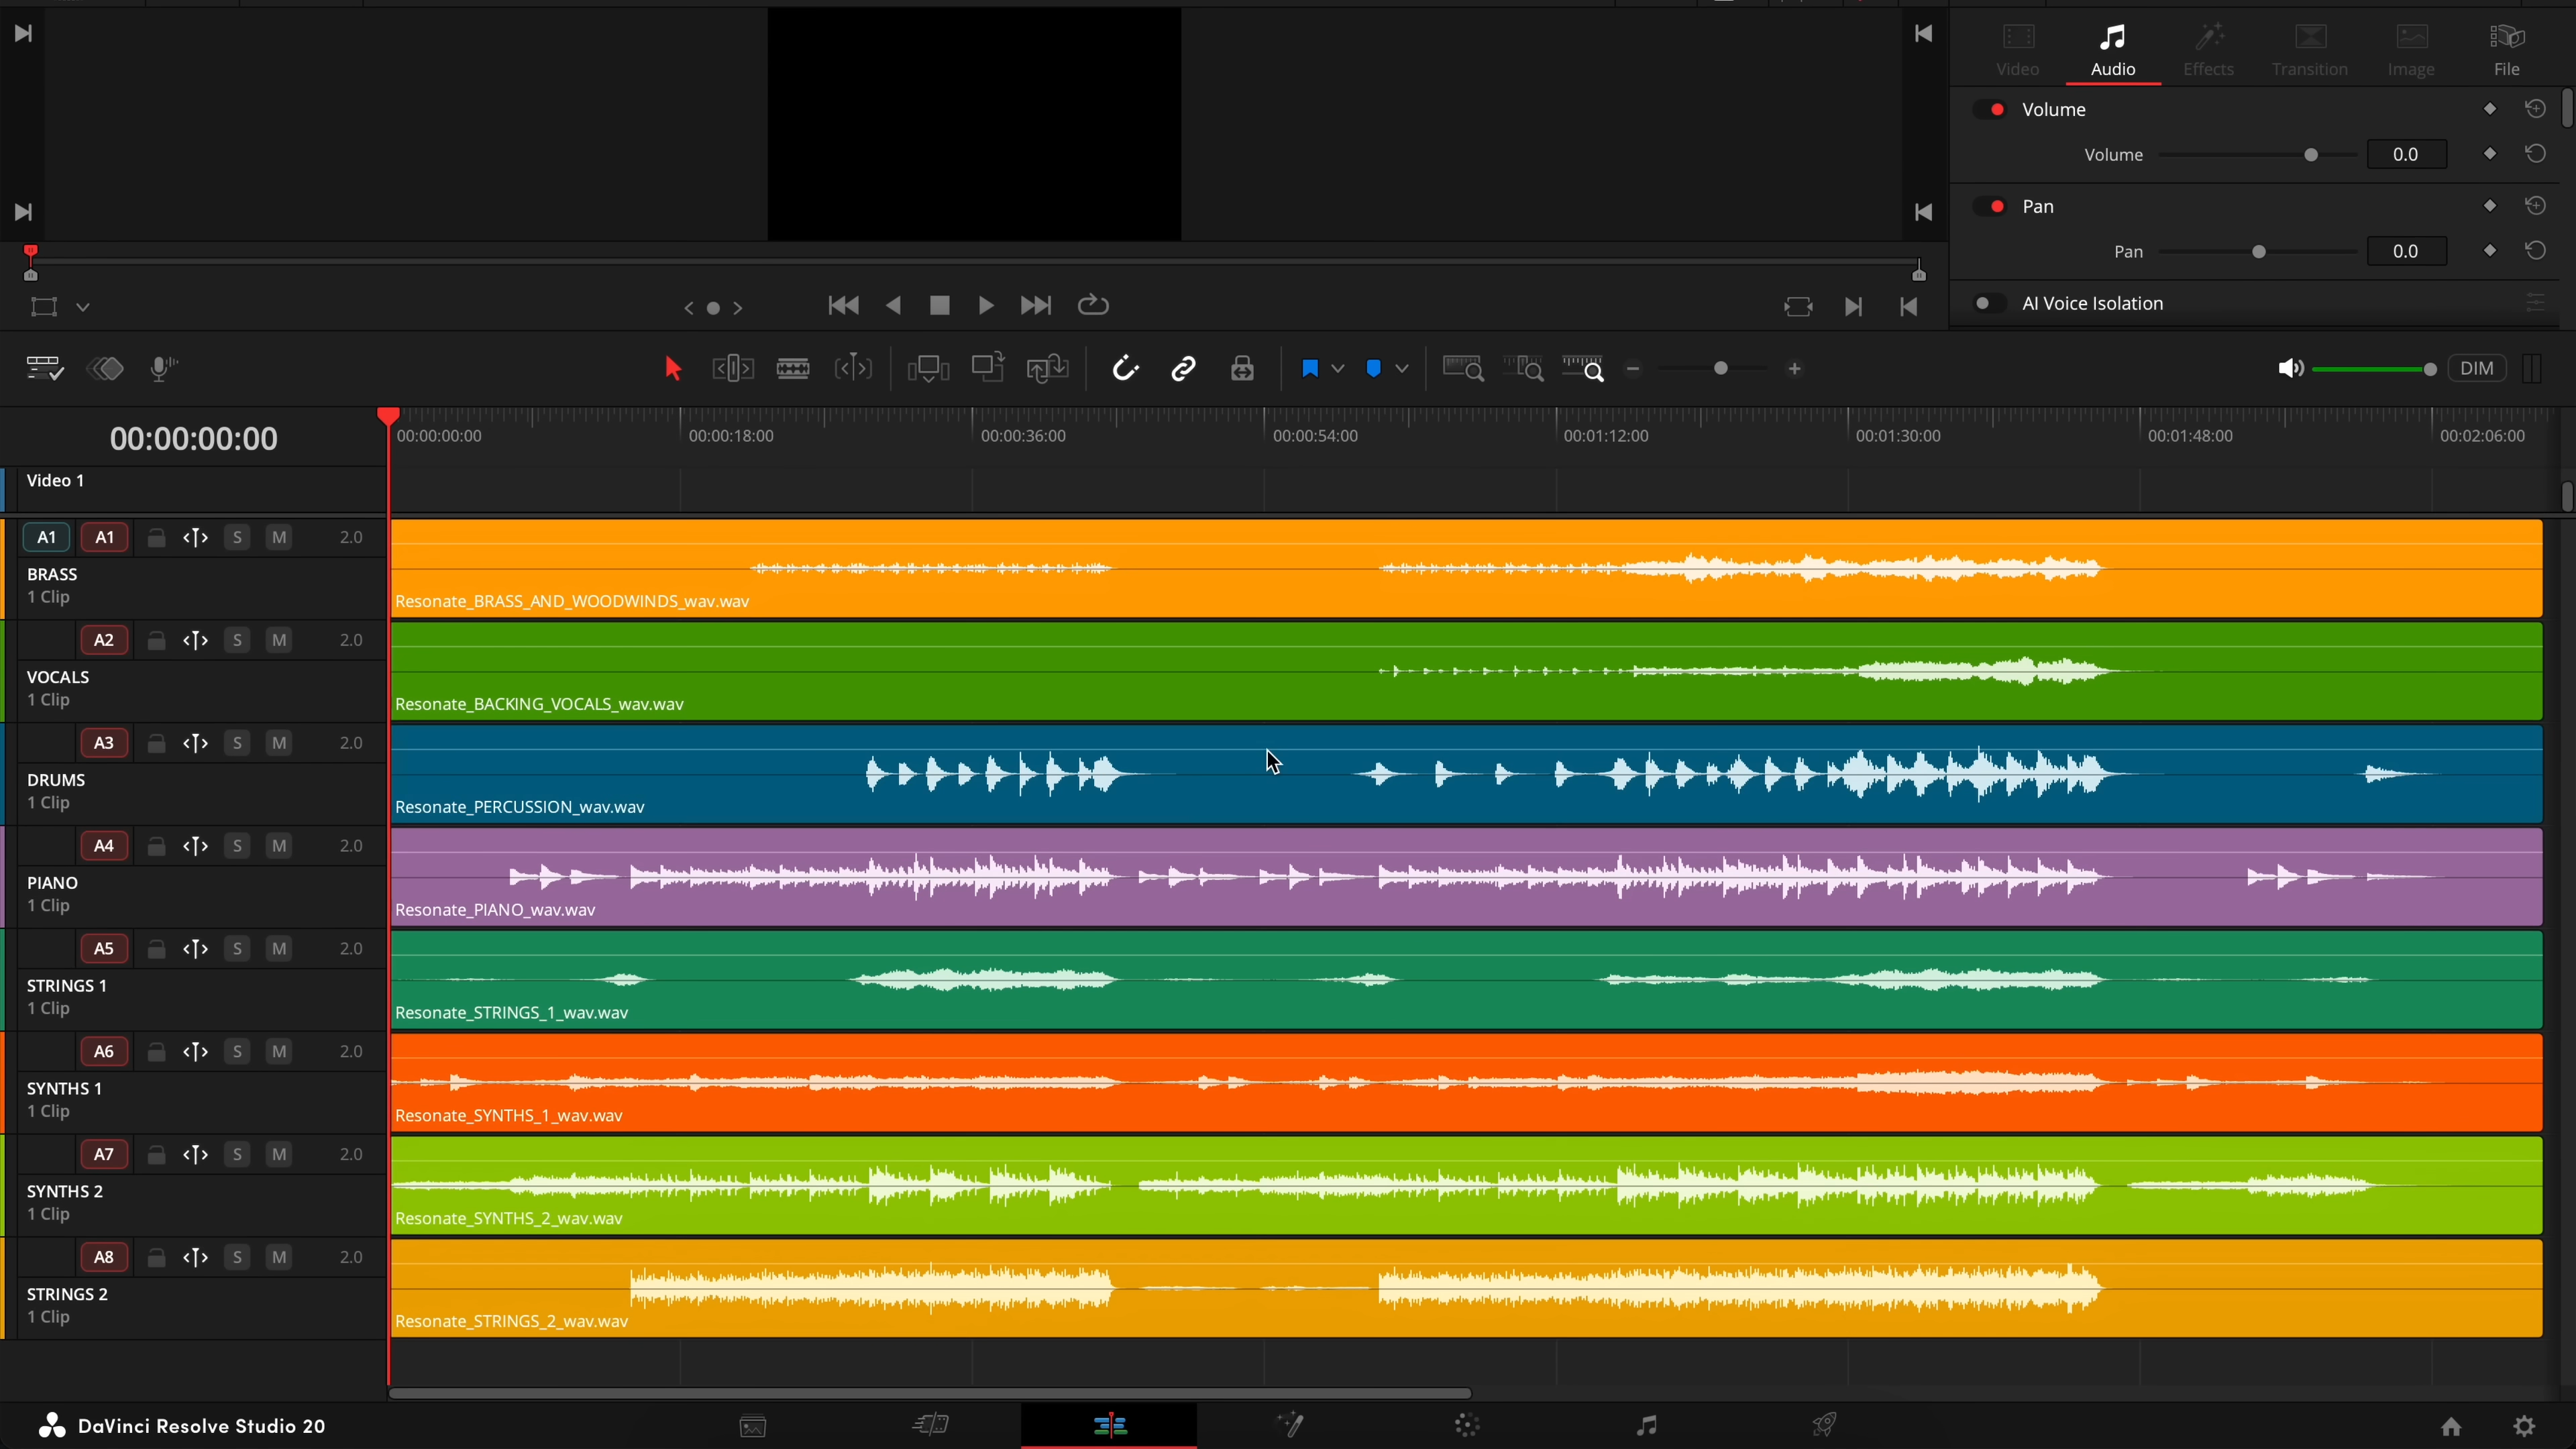 Video
Audio
Effects
Transition
Image
File
Volume
Volume 0.0
Pan
Pan 0.0
AI Voice Isolation
DIM
00:00:00:00
00:00:00:00 00:00:18:00 00:00:36:00 00:00:54:00 00:01:12:00 00:01:30:00 00:01:48:00 00:02:06:00
Video 1
A1 A1 S M 2.0
BRASS
1 Clip
Resonate_BRASS_AND_WOODWINDS_wav.wav
A2 S M 2.0
VOCALS
1 Clip
Resonate_BACKING_VOCALS_wav.wav
A3 S M 2.0
DRUMS
1 Clip
Resonate_PERCUSSION_wav.wav
A4 S M 2.0
PIANO
1 Clip
Resonate_PIANO_wav.wav
A5 S M 2.0
STRINGS 1
1 Clip
Resonate_STRINGS_1_wav.wav
A6 S M 2.0
SYNTHS 1
1 Clip
Resonate_SYNTHS_1_wav.wav
A7 S M 2.0
SYNTHS 2
1 Clip
Resonate_SYNTHS_2_wav.wav
A8 S M 2.0
STRINGS 2
1 Clip
Resonate_STRINGS_2_wav.wav
DaVinci Resolve Studio 20